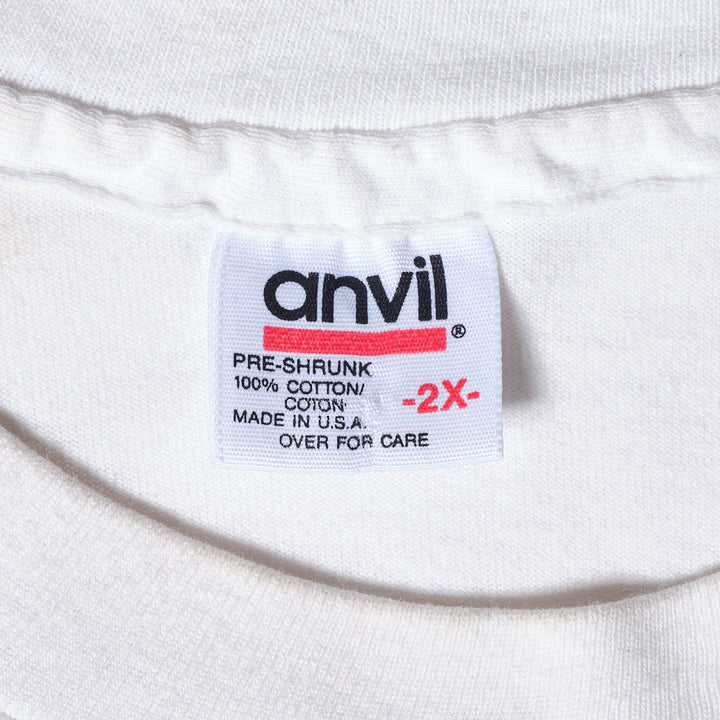 anvil ®
PRE-SHRUNK
100% COTTON/
COTON
-2X-
MADE IN U.S.A.
OVER FOR CARE